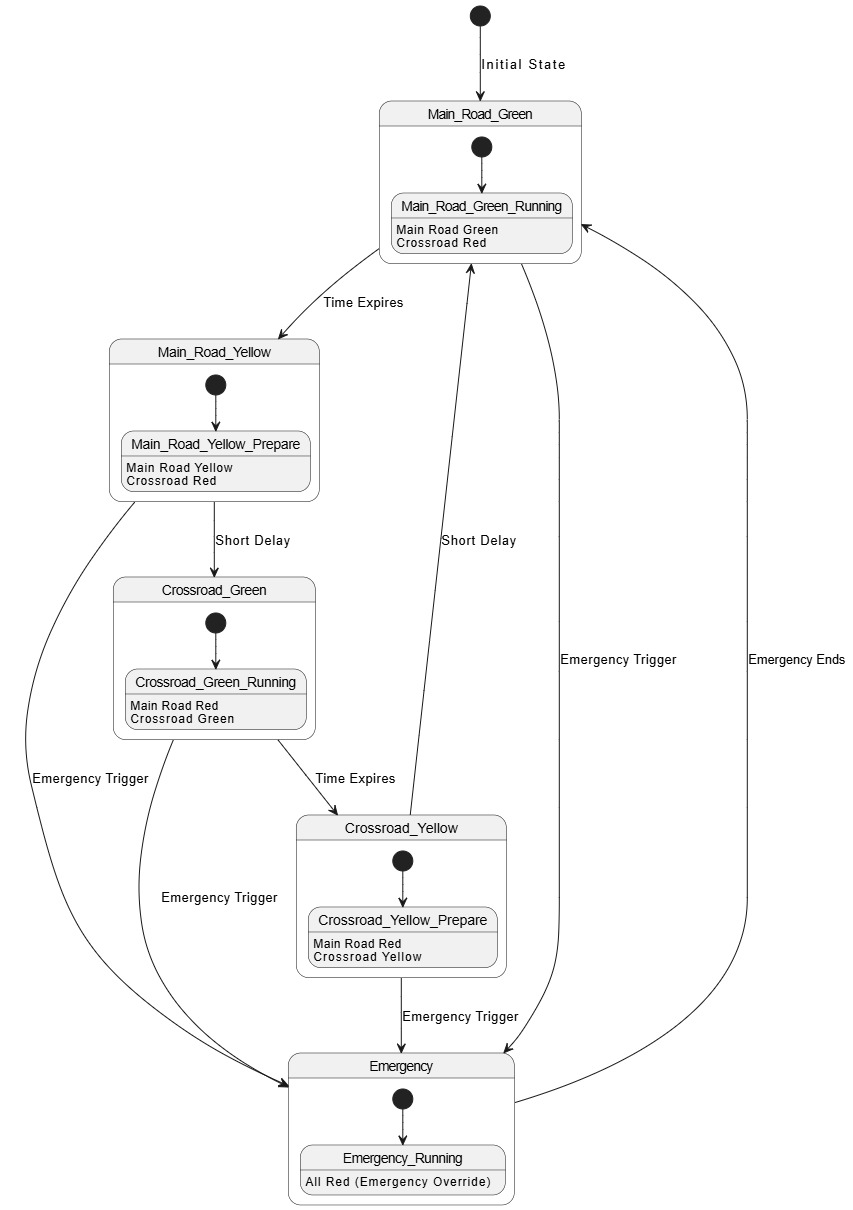 Initial State
Main_Road_Green
Main_Road_Green_Running
Main Road Green
Crossroad Red
Time Expires
Main_Road_Yellow
Main_Road_Yellow_Prepare
Main Road Yellow
Crossroad Red
Short Delay
Short Delay
Crossroad_Green
Crossroad_Green_Running
Main Road Red
Crossroad Green
Emergency Trigger
Emergency Ends
Emergency Trigger
Time Expires
Crossroad_Yellow
Crossroad_Yellow_Prepare
Main Road Red
Crossroad Yellow
Emergency Trigger
Emergency Trigger
Emergency
Emergency_Running
All Red (Emergency Override)